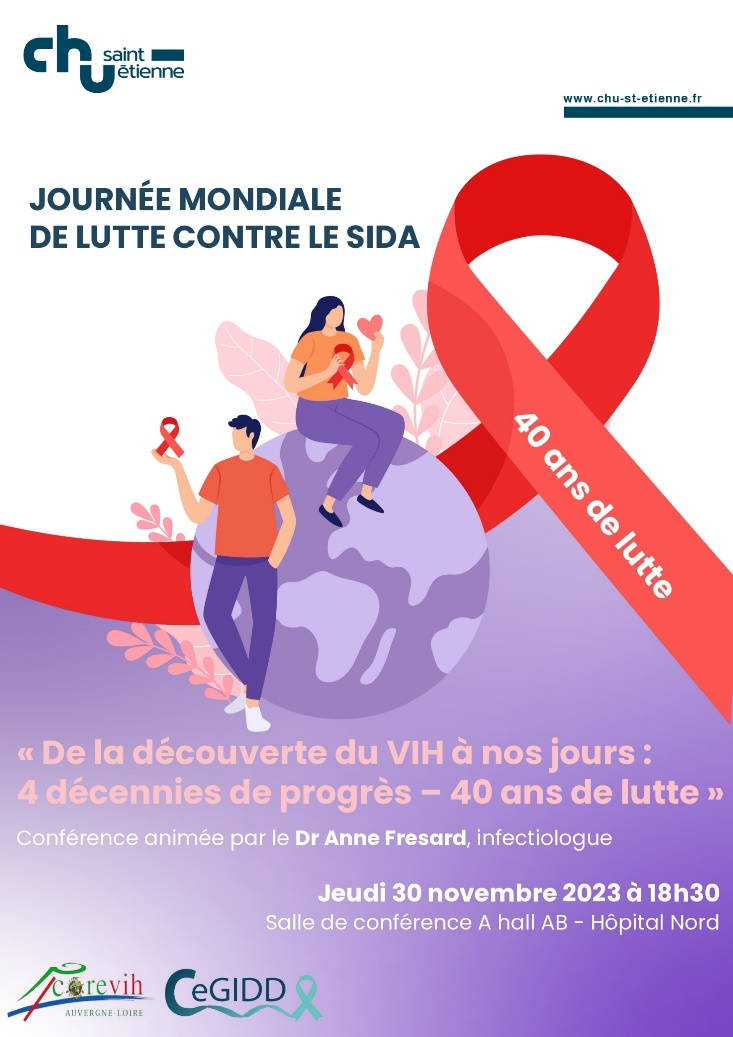 chu saint étienne
www.chu-st-etienne.fr
JOURNÉE MONDIALE
DE LUTTE CONTRE LE SIDA
40 ans de lutte
« De la découverte du VIH à nos jours :
4 décennies de progrès – 40 ans de lutte »
Conférence animée par le Dr Anne Fresard, infectiologue
Jeudi 30 novembre 2023 à 18h30
Salle de conférence A hall AB - Hôpital Nord
corevih
AUVERGNE-LOIRE
CeGIDD